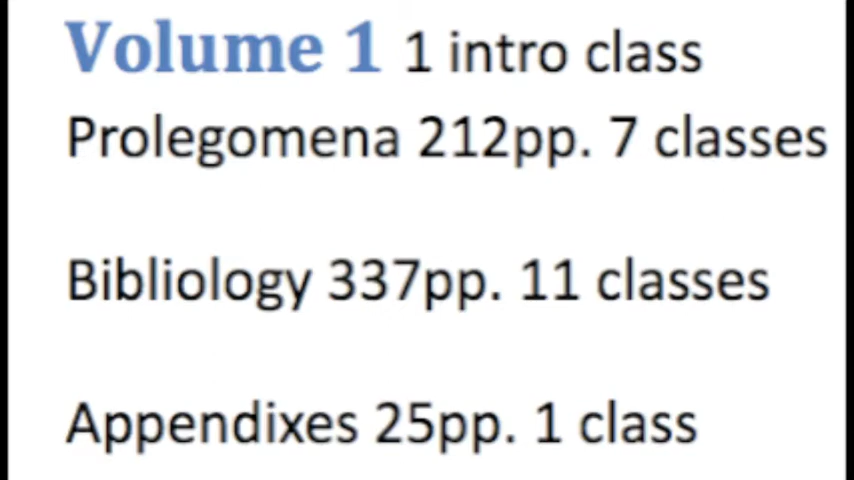 Volume 1 1 intro class
Prolegomena 212pp. 7 classes
Bibliology 337pp. 11 classes
Appendixes 25pp. 1 class